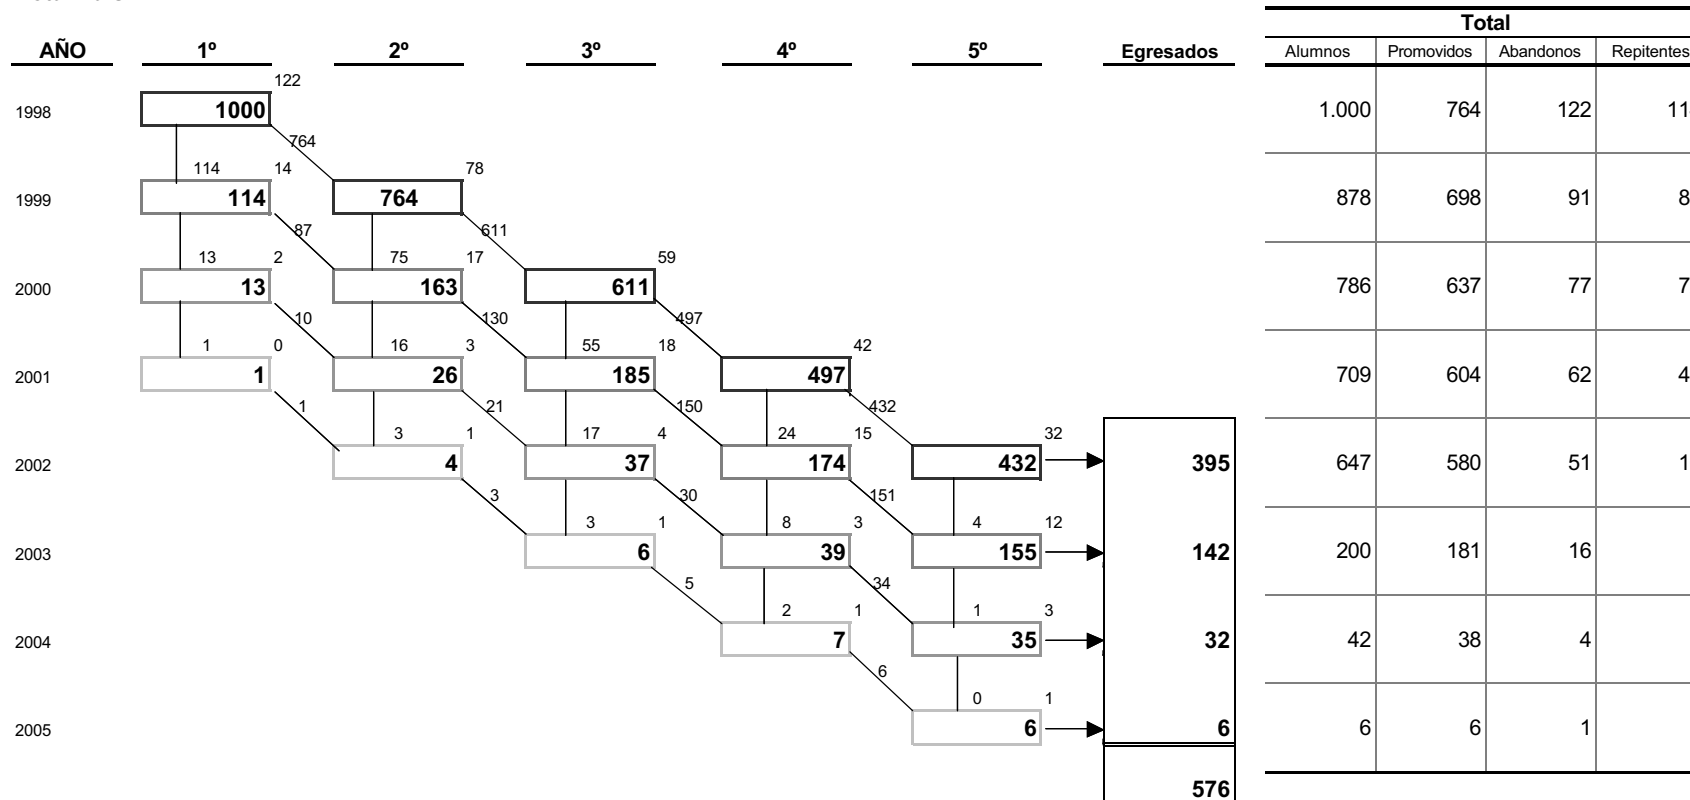 Total
AÑO 1º 2º 3º 4º 5º Egresados Alumnos Promovidos Abandonos Repitentes
122
1998 1000 1.000 764 122
764
114 14 78
1999 114 764 878 698 91
87 611
13 2 75 17 59
2000 13 163 611 786 637 77
10 130 497
1 0 16 3 55 18 42
2001 1 26 185 497 709 604 62
1 21 150 432
3 1 17 4 24 15 32
2002 4 37 174 432 395 647 580 51
3 30 151
3 1 8 3 4 12
2003 6 39 155 142 200 181 16
5 34
2 1 1 3
2004 7 35 32 42 38 4
6
0 1
2005 6 6 6 6 1
576